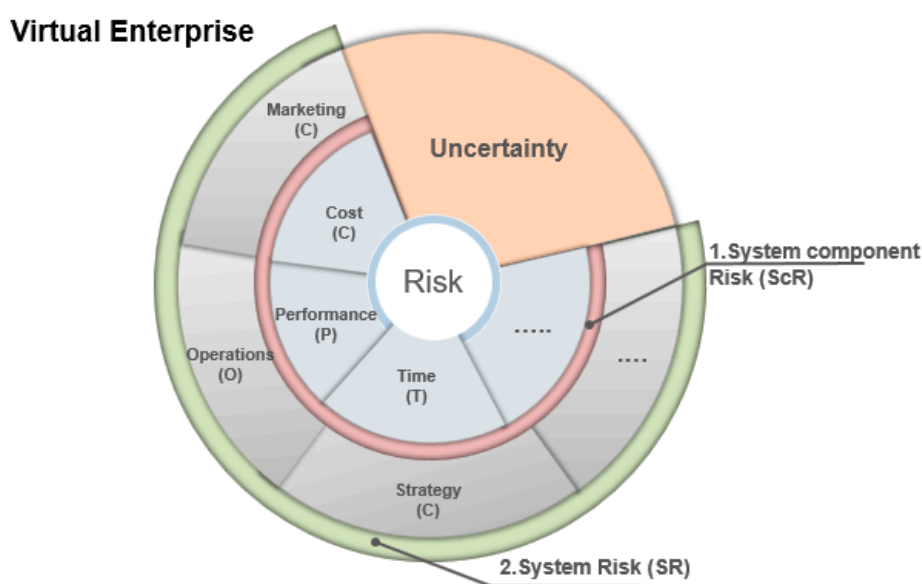 Virtual Enterprise
Marketing
(C)
Uncertainty
Cost
(C)
Risk
1.System component
Risk (ScR)
Performance
(P)
.....
Operations
(O)
....
Time
(T)
Strategy
(C)
2.System Risk (SR)